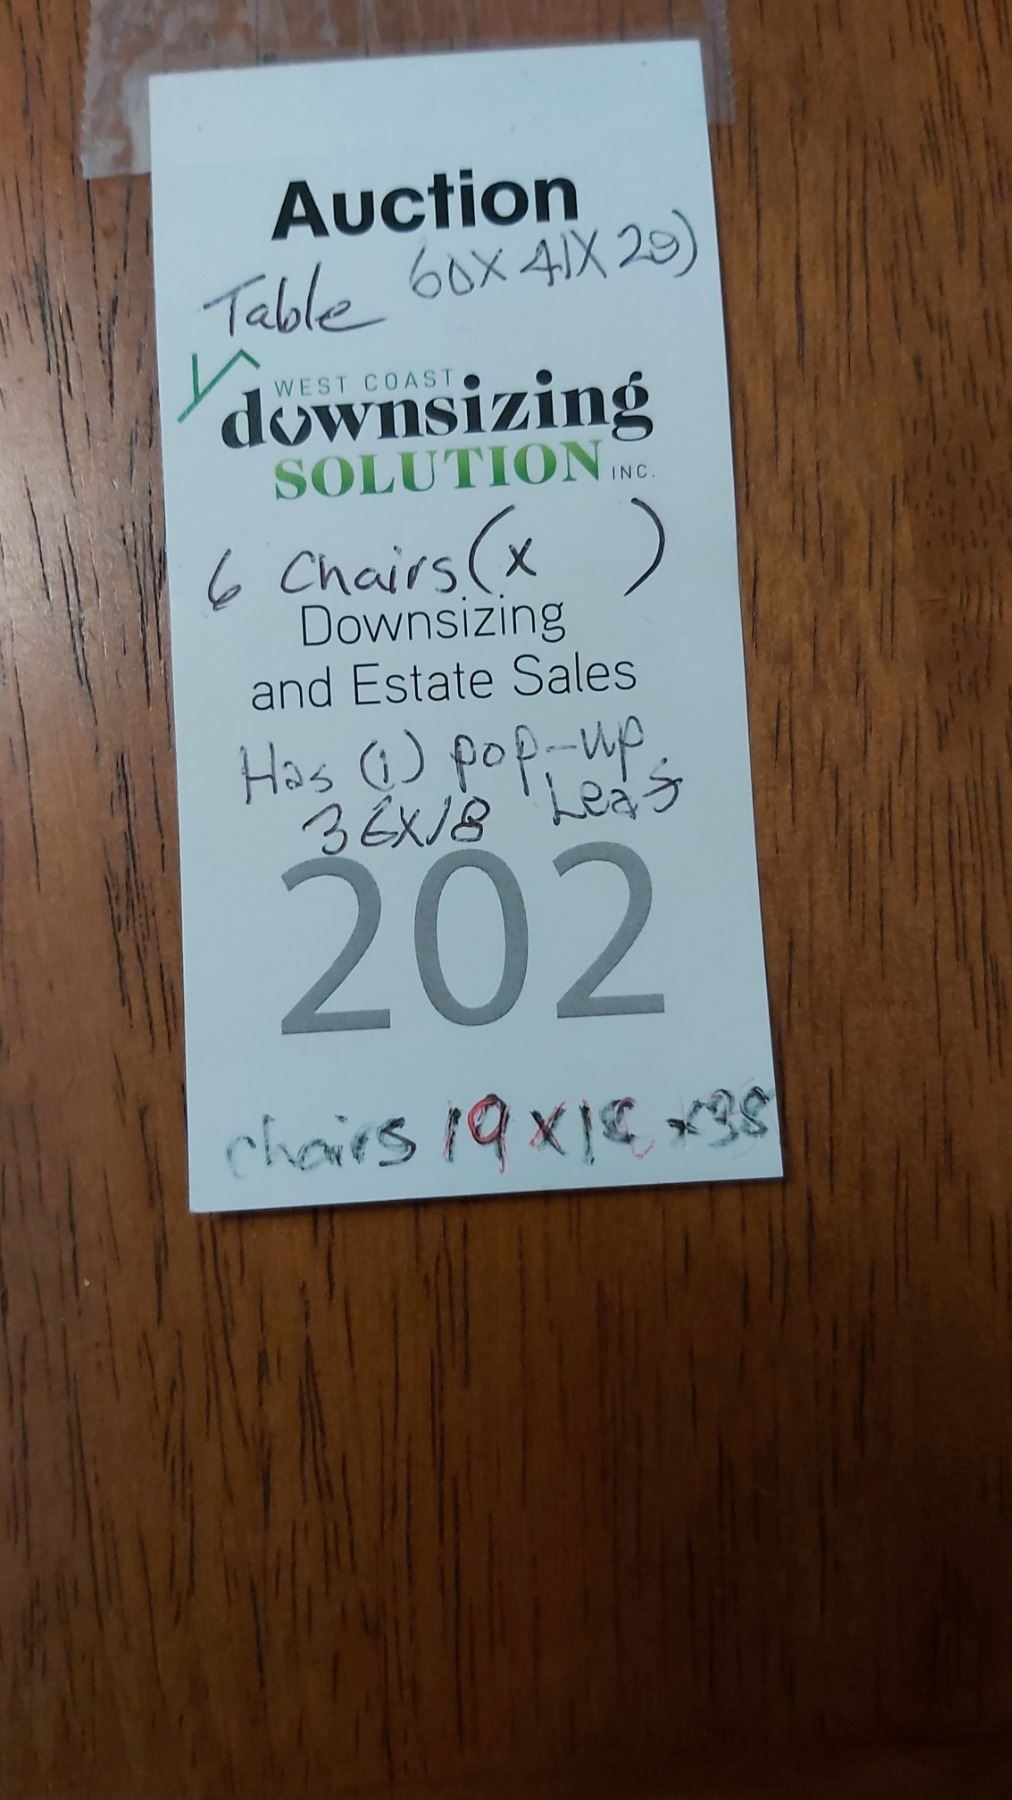 Auction
Table 60X41X29)
WEST COAST
downsizing
SOLUTION INC.
6 Chairs (x )
Downsizing
and Estate Sales
Has (1) pop-up
36X18 Leaf
202
chairs 19x18 x38